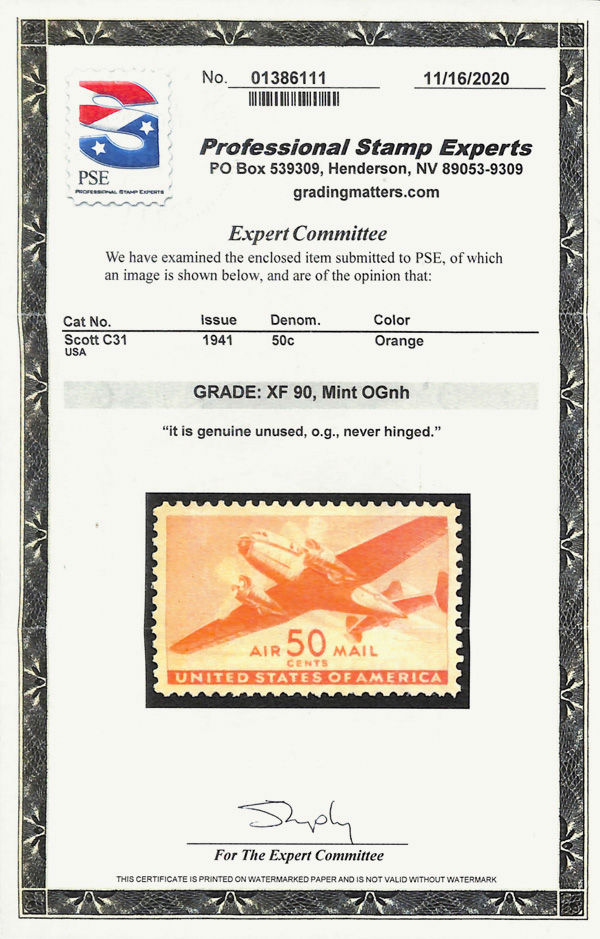 No. 01386111 11/16/2020
PSE
PROFESSIONAL STAMP EXPERTS
Professional Stamp Experts
PO Box 539309, Henderson, NV 89053-9309
gradingmatters.com
Expert Committee
We have examined the enclosed item submitted to PSE, of which
an image is shown below, and are of the opinion that:
Cat No. Issue Denom. Color
Scott C31 1941 50c Orange
USA
GRADE: XF 90, Mint OGnh
“it is genuine unused, o.g., never hinged.”
AIR 50 MAIL
CENTS
UNITED STATES OF AMERICA
For The Expert Committee
THIS CERTIFICATE IS PRINTED ON WATERMARKED PAPER AND IS NOT VALID WITHOUT WATERMARK